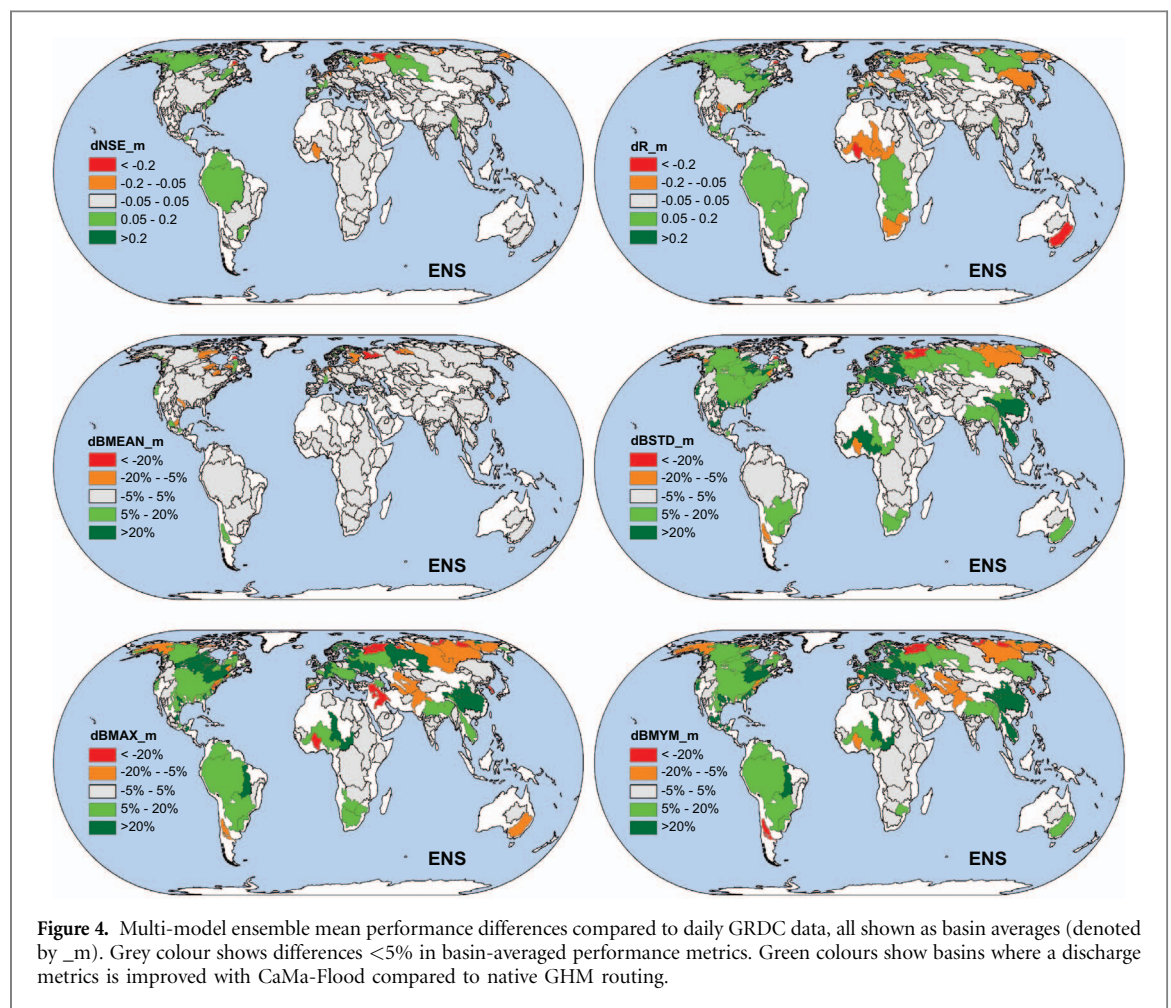 dNSE_m
< -0.2
-0.2 - -0.05
-0.05 - 0.05
0.05 - 0.2
>0.2
ENS
dR_m
< -0.2
-0.2 - -0.05
-0.05 - 0.05
0.05 - 0.2
>0.2
ENS
dBMEAN_m
< -20%
-20% - -5%
-5% - 5%
5% - 20%
>20%
ENS
dBSTD_m
< -20%
-20% - -5%
-5% - 5%
5% - 20%
>20%
ENS
dBMAX_m
< -20%
-20% - -5%
-5% - 5%
5% - 20%
>20%
ENS
dBMYM_m
< -20%
-20% - -5%
-5% - 5%
5% - 20%
>20%
ENS
Figure 4. Multi-model ensemble mean performance differences compared to daily GRDC data, all shown as basin averages (denoted
by _m). Grey colour shows differences <5% in basin-averaged performance metrics. Green colours show basins where a discharge
metrics is improved with CaMa-Flood compared to native GHM routing.